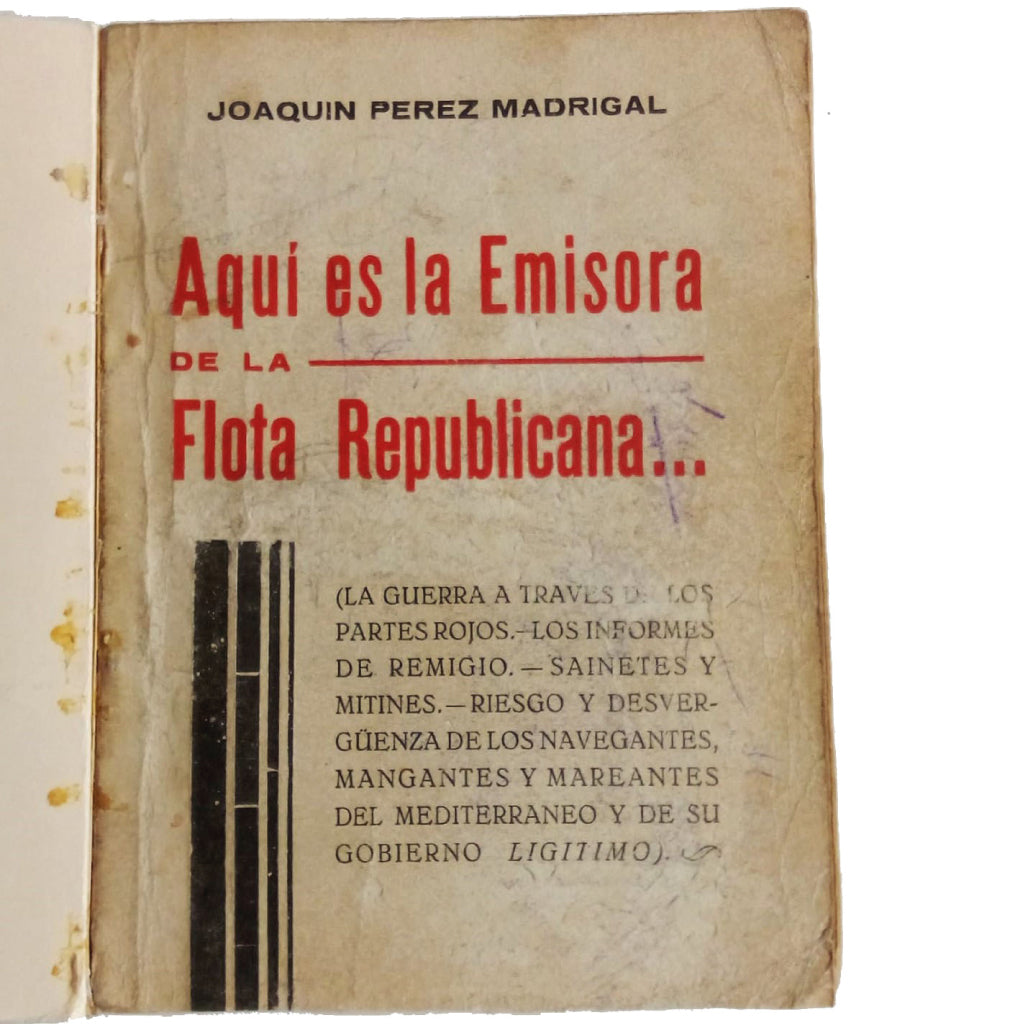 JOAQUIN PEREZ MADRIGAL
Aquí es la Emisora
DE LA
Flota Republicana...
(LA GUERRA A TRAVES DE LOS
PARTES ROJOS.—LOS INFORMES
DE REMIGIO.—SAINETES Y
MITINES.—RIESGO Y DESVER-
GÜENZA DE LOS NAVEGANTES,
MANGANTES Y MAREANTES
DEL MEDITERRANEO Y DE SU
GOBIERNO LIGITIMO).